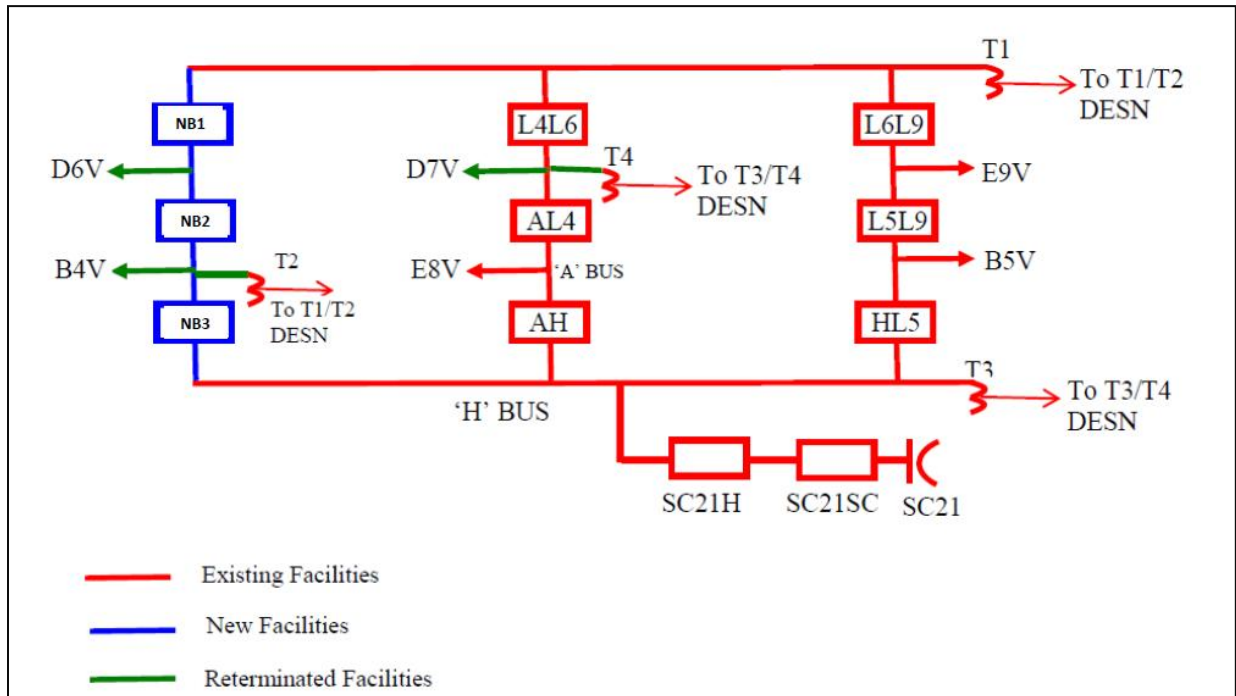 T1
To T1/T2
DESN
NB1
L4L6
L6L9
D6V
D7V
T4
To T3/T4
DESN
E9V
NB2
AL4
L5L9
B4V
T2
To T1/T2
DESN
E8V
‘A’ BUS
B5V
NB3
AH
HL5
T3
To T3/T4
DESN
‘H’ BUS
SC21H
SC21SC
SC21
Existing Facilities
New Facilities
Reterminated Facilities